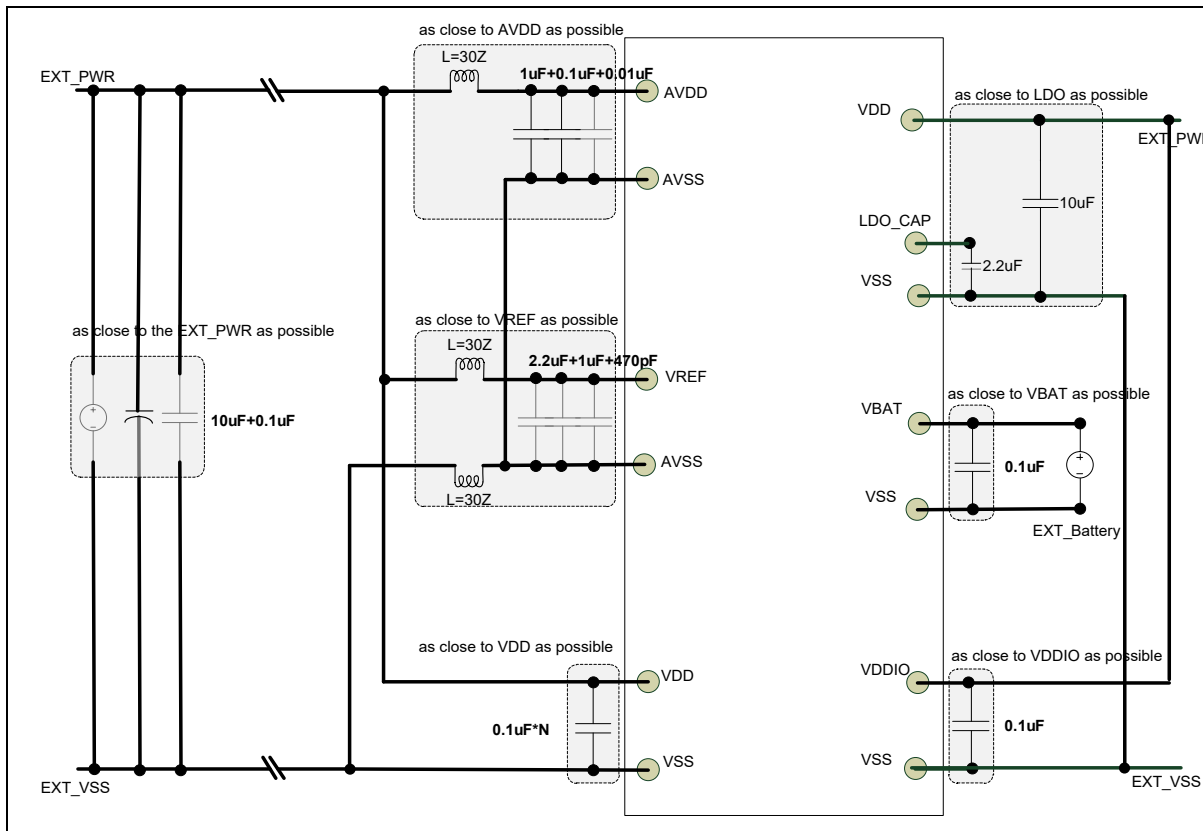 as close to AVDD as possible
L=30Z
EXT_PWR
1uF+0.1uF+0.01uF
AVDD
AVSS
as close to the EXT_PWR as possible
10uF+0.1uF
as close to VREF as possible
L=30Z
2.2uF+1uF+470pF
VREF
AVSS
L=30Z
as close to VDD as possible
VDD
0.1uF*N
VSS
EXT_VSS
as close to LDO as possible
VDD
EXT_PW
10uF
LDO_CAP
2.2uF
VSS
as close to VBAT as possible
VBAT
0.1uF
VSS
EXT_Battery
as close to VDDIO as possible
VDDIO
0.1uF
VSS
EXT_VSS